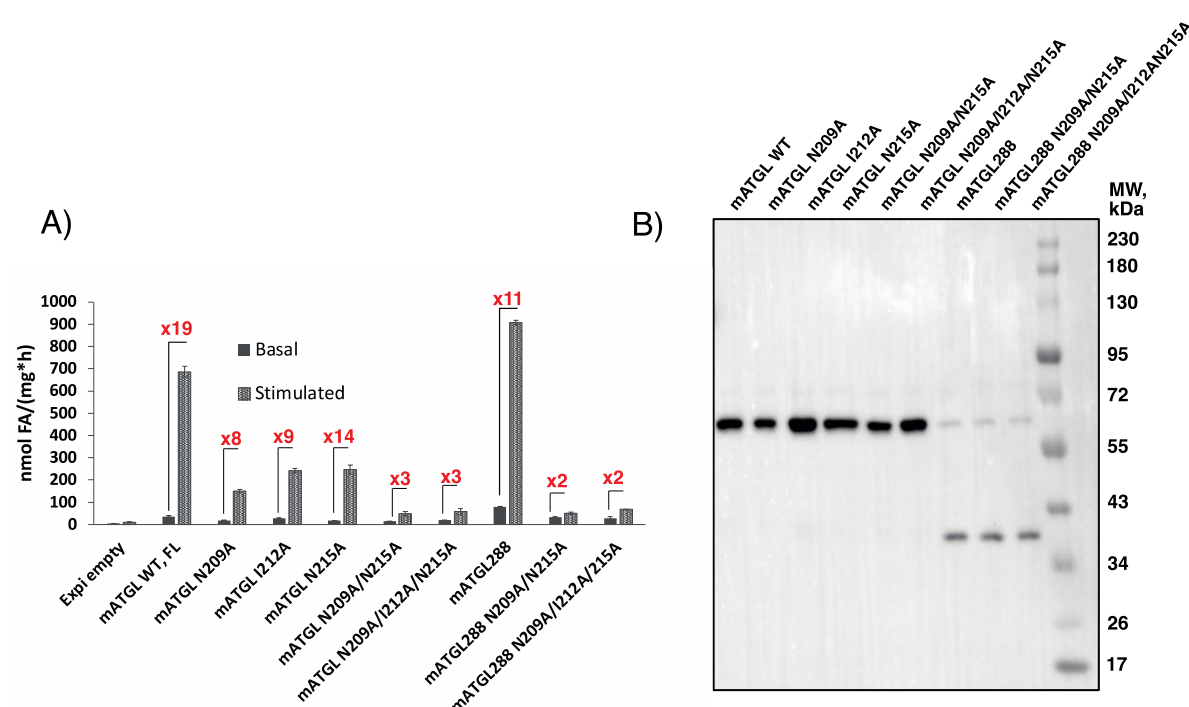 A)
1000
900
800
700
600
500
400
300
200
100
0
nmol FA/(mg*h)
x19
x8
x9
x14
x3
x3
x11
x2
x2
Basal
Stimulated
Expi empty
mATGL WT, FL
mATGL N209A
mATGL I212A
mATGL N215A
mATGL N209A/N215A
mATGL N209A/I212A/N215A
mATGL288
mATGL288 N209A/N215A
mATGL288 N209A/I212A/215A
B)
mATGL WT
mATGL N209A
mATGL I212A
mATGL N215A
mATGL N209A/N215A
mATGL N209A/I212A/N215A
mATGL288
mATGL288 N209A/N215A
mATGL288 N209A/I212AN215A
MW,
kDa
230
180
130
95
72
55
43
34
26
17